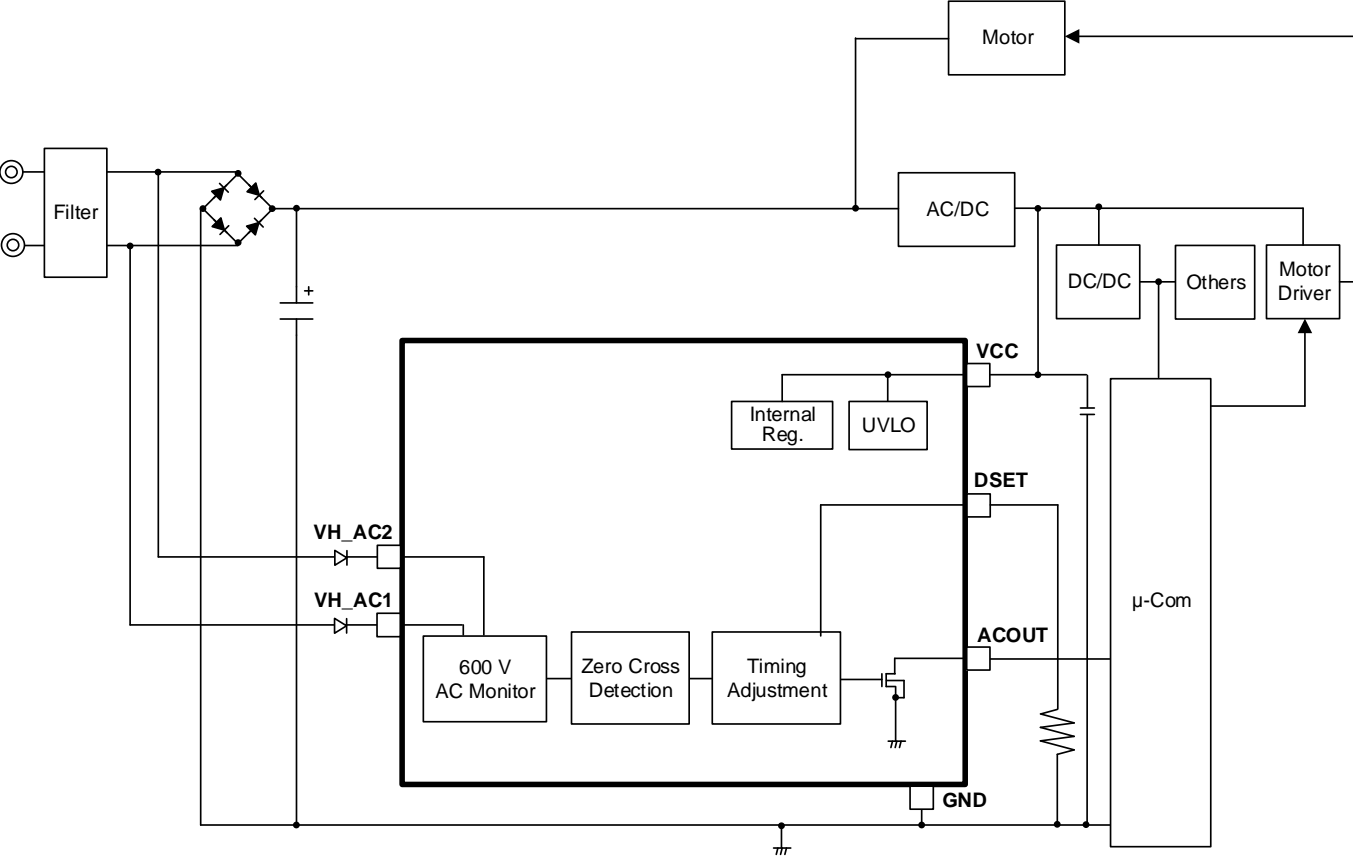 Motor
Filter
AC/DC
DC/DC
Others
Motor
Driver
+
VCC
Internal
Reg.
UVLO
DSET
VH_AC2
VH_AC1
µ-Com
ACOUT
600 V
AC Monitor
Zero Cross
Detection
Timing
Adjustment
GND